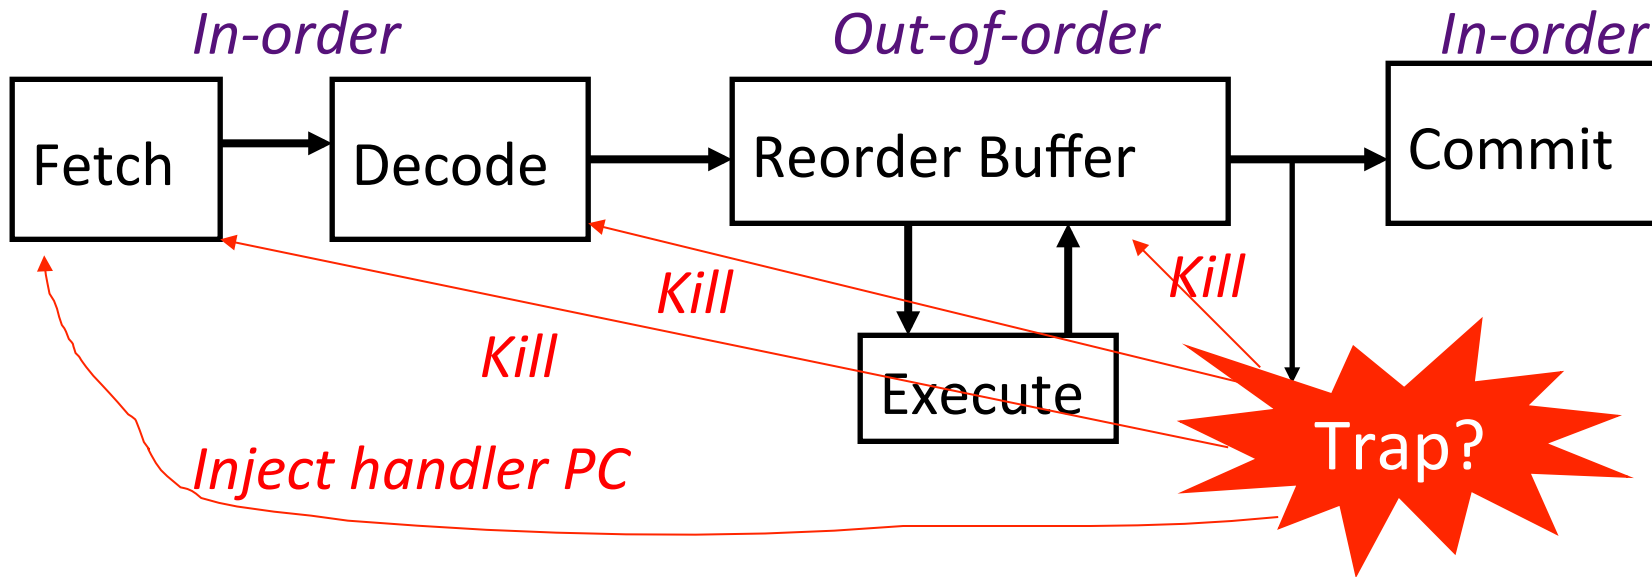 In-order
Out-of-order
In-order
Fetch
Decode
Reorder Buffer
Commit
Kill
Kill
Kill
Execute
Trap?
Inject handler PC